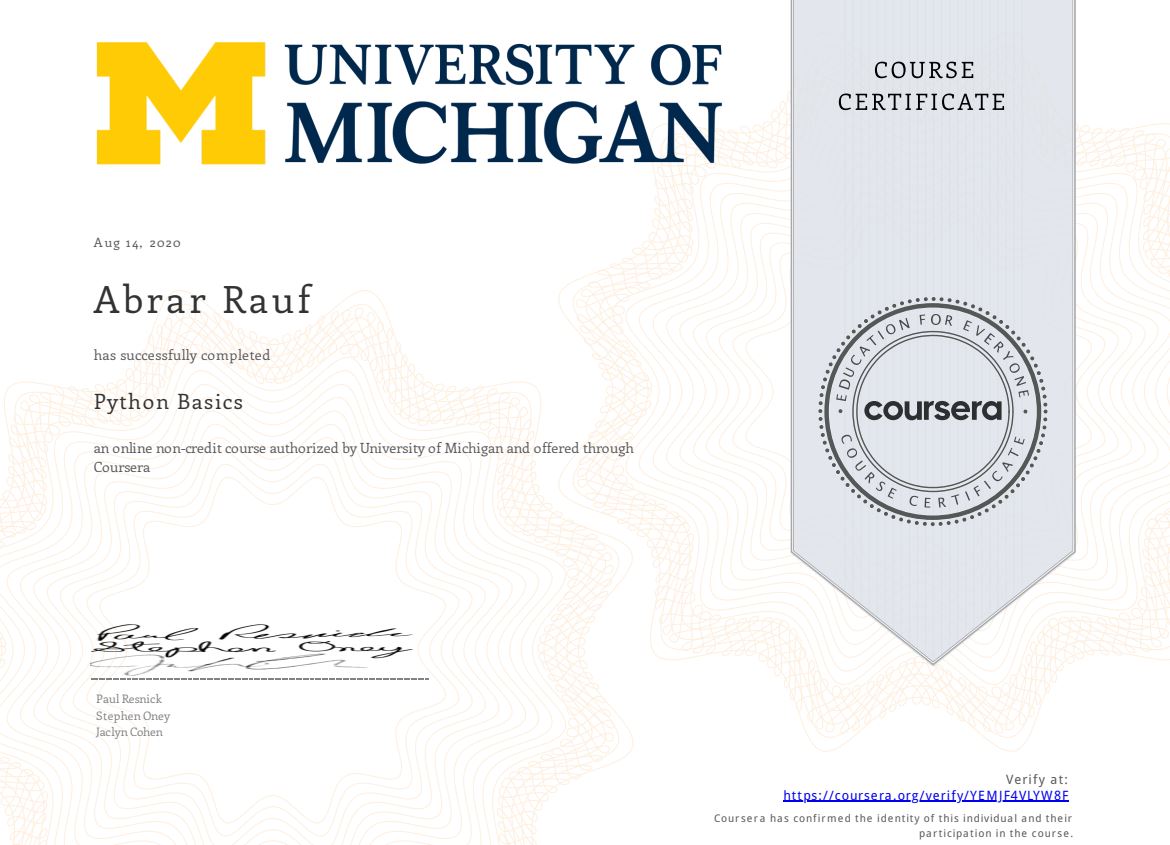 UNIVERSITY OF
MICHIGAN
COURSE
CERTIFICATE
Aug 14, 2020
Abrar Rauf
has successfully completed
Python Basics
an online non-credit course authorized by University of Michigan and offered through
Coursera
EDUCATION FOR EVERYONE
coursera
COURSE CERTIFICATE
Paul Resnick
Stephen Oney
Paul Resnick
Stephen Oney
Jaclyn Cohen
Verify at:
https://coursera.org/verify/YEMJF4VLYW8F
Coursera has confirmed the identity of this individual and their
participation in the course.